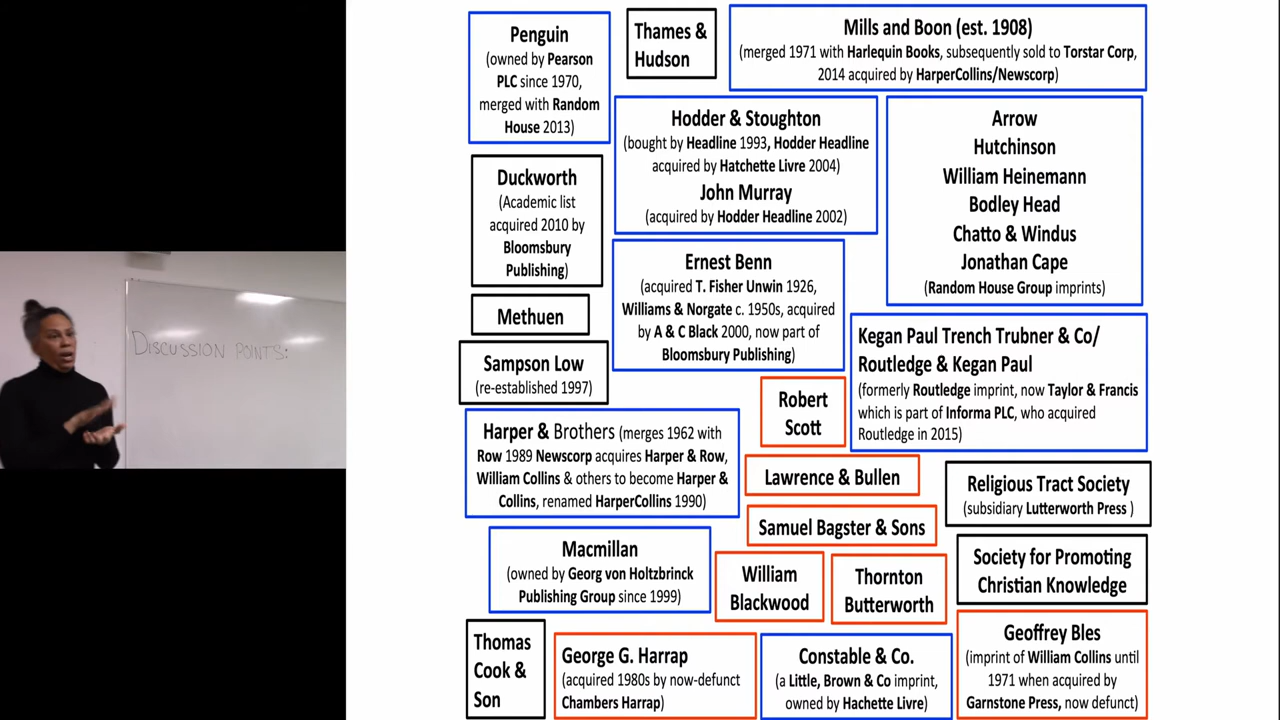 Penguin
(owned by Pearson
PLC since 1970,
merged with Random
House 2013)
Thames &
Hudson
Mills and Boon (est. 1908)
(merged 1971 with Harlequin Books, subsequently sold to Torstar Corp,
2014 acquired by HarperCollins/Newscorp)
Hodder & Stoughton
(bought by Headline 1993, Hodder Headline
acquired by Hatchette Livre 2004)
John Murray
(acquired by Hodder Headline 2002)
Arrow
Hutchinson
William Heinemann
Bodley Head
Chatto & Windus
Jonathan Cape
(Random House Group imprints)
Duckworth
(Academic list
acquired 2010 by
Bloomsbury
Publishing)
Ernest Benn
(acquired T. Fisher Unwin 1926,
Williams & Norgate c. 1950s, acquired
by A & C Black 2000, now part of
Bloomsbury Publishing)
Methuen
Sampson Low
(re-established 1997)
Kegan Paul Trench Trubner & Co/
Routledge & Kegan Paul
(formerly Routledge imprint, now Taylor & Francis
which is part of Informa PLC, who acquired
Routledge in 2015)
Robert
Scott
Harper & Brothers (merges 1962 with
Row 1989 Newscorp acquires Harper & Row,
William Collins & others to become Harper &
Collins, renamed HarperCollins 1990)
Lawrence & Bullen
Religious Tract Society
(subsidiary Lutterworth Press )
Samuel Bagster & Sons
Macmillan
(owned by Georg von Holtzbrinck
Publishing Group since 1999)
William
Blackwood
Thornton
Butterworth
Society for Promoting
Christian Knowledge
Thomas
Cook &
Son
George G. Harrap
(acquired 1980s by now-defunct
Chambers Harrap)
Constable & Co.
(a Little, Brown & Co imprint,
owned by Hachette Livre)
Geoffrey Bles
(imprint of William Collins until
1971 when acquired by
Garnstone Press, now defunct)
DISCUSSION POINTS: